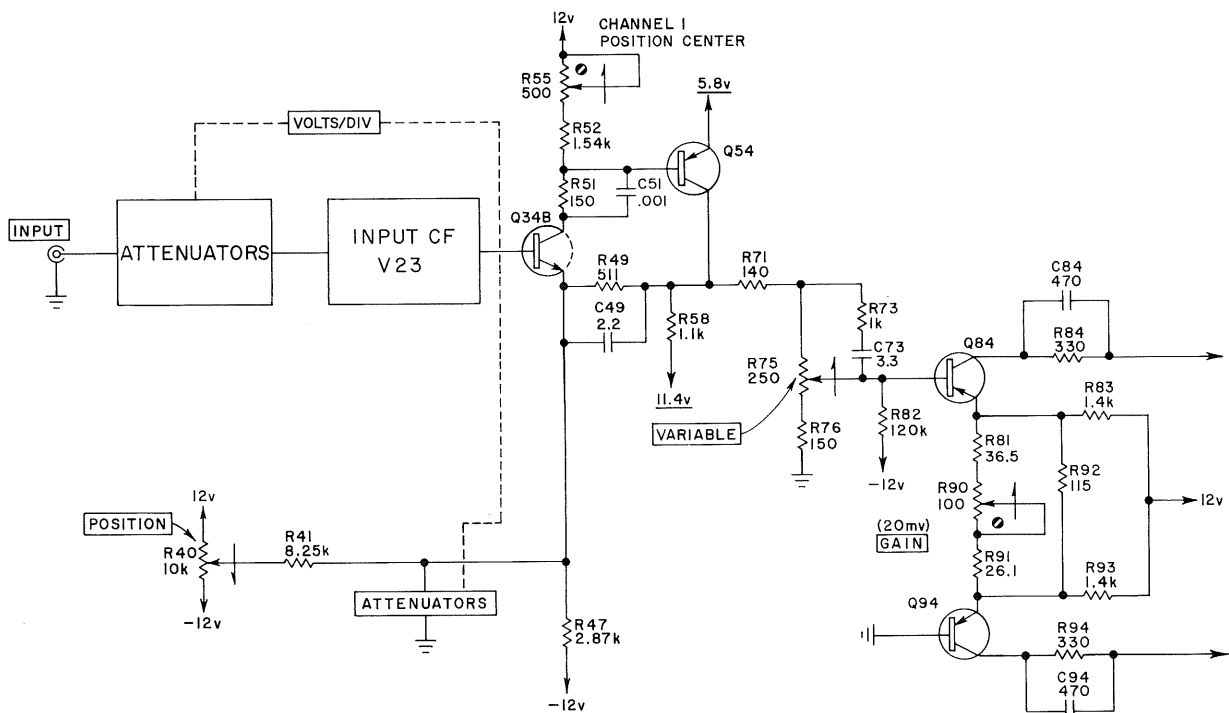 12v
CHANNEL 1
POSITION CENTER
R55
500
5.8v
VOLTS/DIV
R52
1.54k
Q54
R51
150
C51
.001
INPUT
ATTENUATORS
INPUT CF
V23
Q34B
R49
511
R71
140
C49
2.2
R58
1.1k
R73
1k
C84
470
R84
330
Q84
C73
3.3
R75
250
11.4v
VARIABLE
R76
150
R82
120k
-12v
R83
1.4k
R81
36.5
R92
115
12v
R90
100
(20mv)
GAIN
R91
26.1
R93
1.4k
12v
POSITION
R40
10k
R41
8.25k
-12v
ATTENUATORS
R47
2.87k
-12v
Q94
R94
330
C94
470